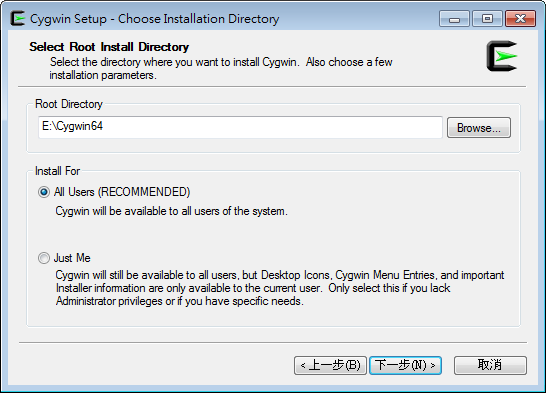 Cygwin Setup - Choose Installation Directory
Select Root Install Directory
Select the directory where you want to install Cygwin. Also choose a few
installation parameters.
Root Directory
E:\Cygwin64
Browse...
Install For
All Users (RECOMMENDED)
Cygwin will be available to all users of the system.
Just Me
Cygwin will still be available to all users, but Desktop Icons, Cygwin Menu Entries, and important
Installer information are only available to the current user. Only select this if you lack
Administrator privileges or if you have specific needs.
< 上一步(B) 下一步(N) > 取消